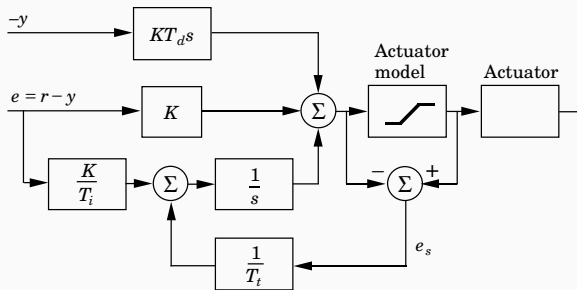 –y
KT_d s
Actuator model
Actuator
e = r – y
K
Σ
K/T_i
Σ
1/s
– Σ +
1/T_t
e_s